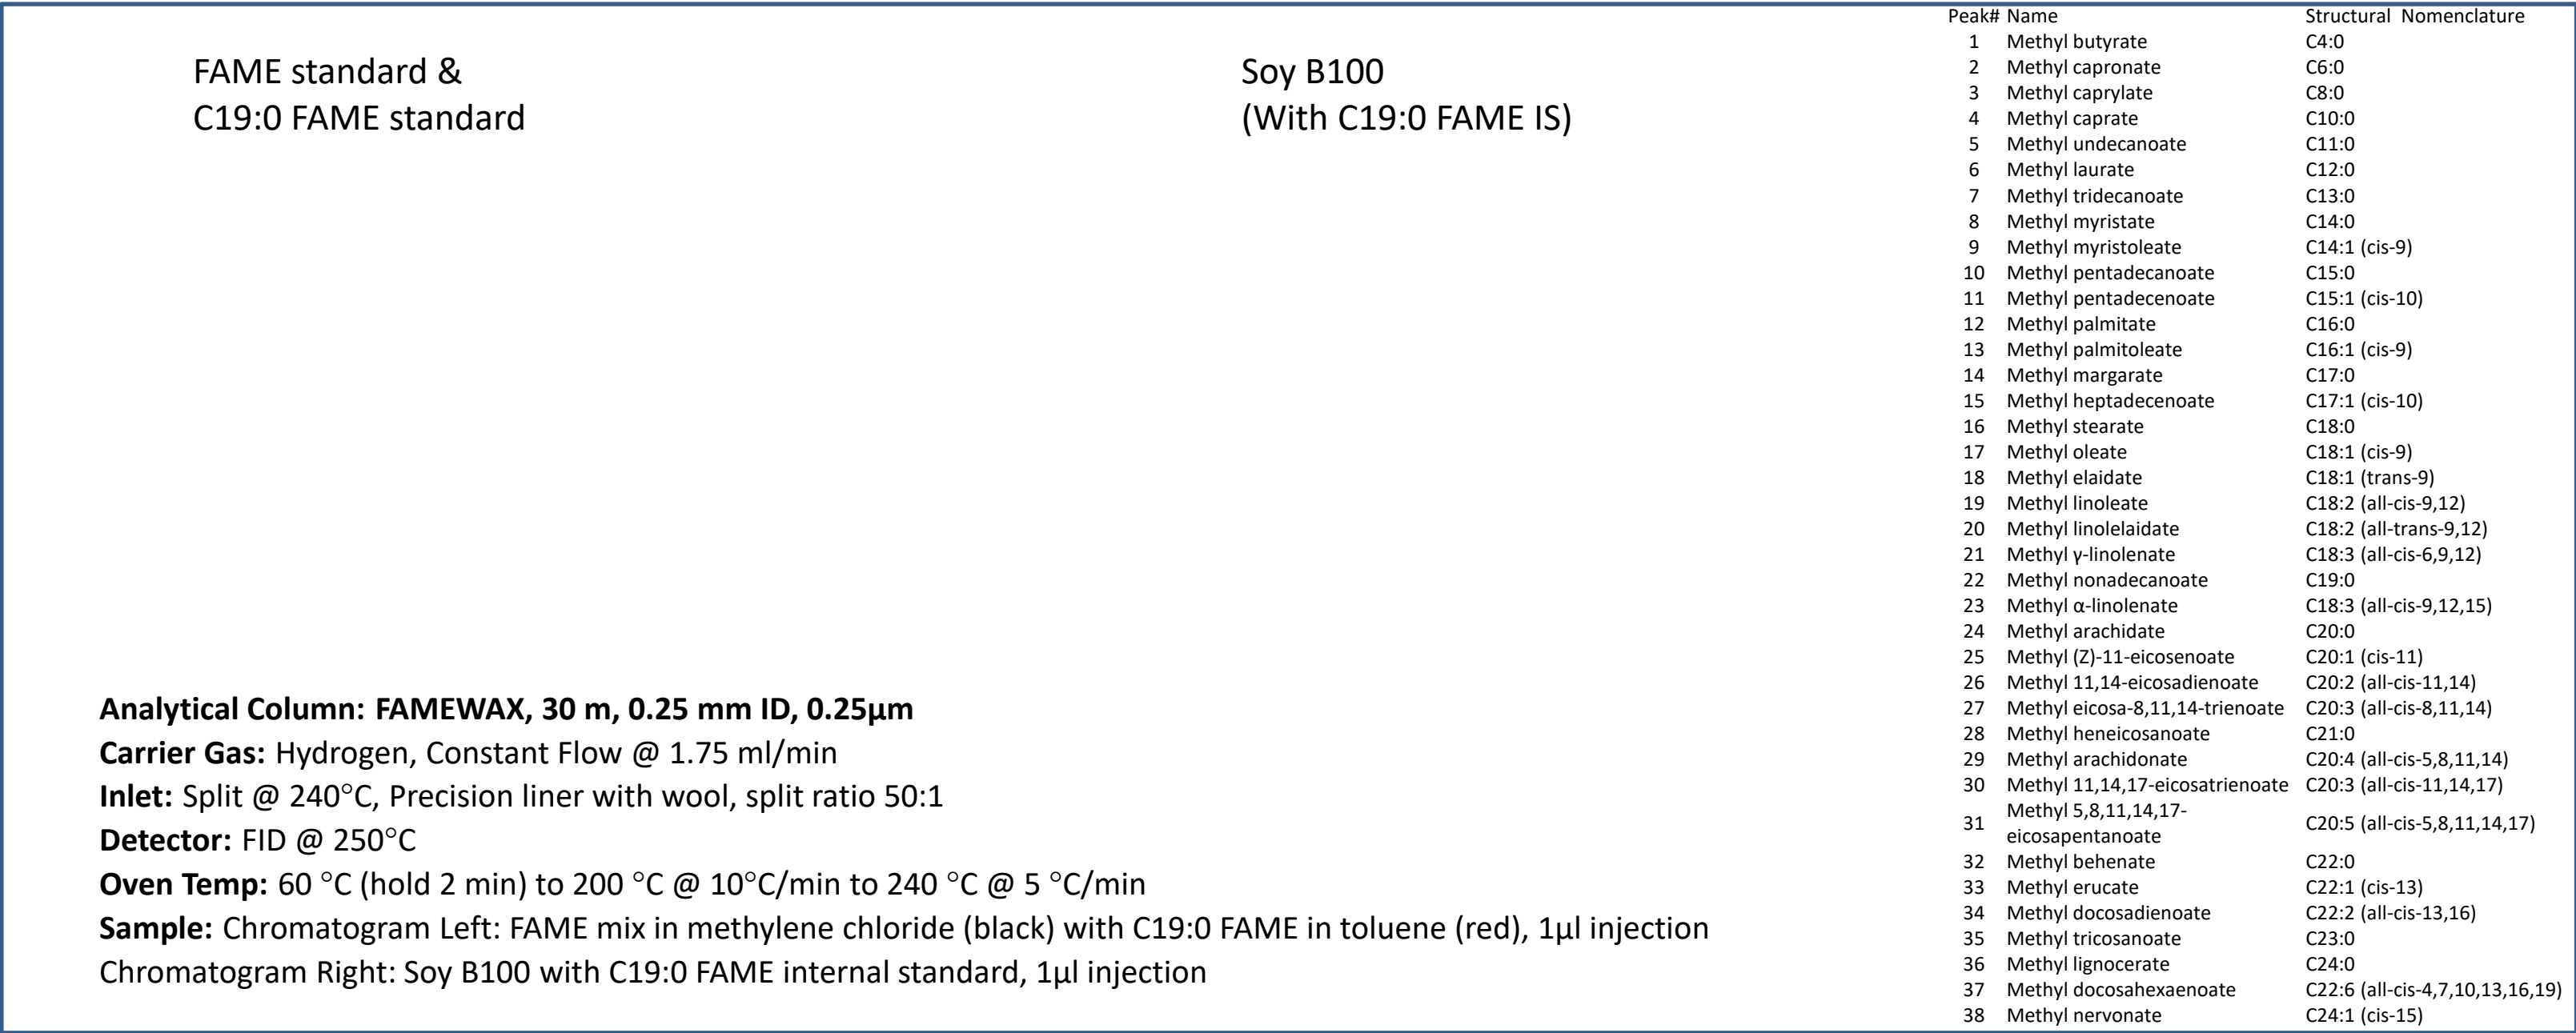 FAME standard &
C19:0 FAME standard
Soy B100
(With C19:0 FAME IS)
Analytical Column: FAMEWAX, 30 m, 0.25 mm ID, 0.25µm
Carrier Gas: Hydrogen, Constant Flow @ 1.75 ml/min
Inlet: Split @ 240°C, Precision liner with wool, split ratio 50:1
Detector: FID @ 250°C
Oven Temp: 60 °C (hold 2 min) to 200 °C @ 10°C/min to 240 °C @ 5 °C/min
Sample: Chromatogram Left: FAME mix in methylene chloride (black) with C19:0 FAME in toluene (red), 1µl injection
Chromatogram Right: Soy B100 with C19:0 FAME internal standard, 1µl injection
Peak# Name Structural Nomenclature
1 Methyl butyrate C4:0
2 Methyl capronate C6:0
3 Methyl caprylate C8:0
4 Methyl caprate C10:0
5 Methyl undecanoate C11:0
6 Methyl laurate C12:0
7 Methyl tridecanoate C13:0
8 Methyl myristate C14:0
9 Methyl myristoleate C14:1 (cis-9)
10 Methyl pentadecanoate C15:0
11 Methyl pentadecenoate C15:1 (cis-10)
12 Methyl palmitate C16:0
13 Methyl palmitoleate C16:1 (cis-9)
14 Methyl margarate C17:0
15 Methyl heptadecenoate C17:1 (cis-10)
16 Methyl stearate C18:0
17 Methyl oleate C18:1 (cis-9)
18 Methyl elaidate C18:1 (trans-9)
19 Methyl linoleate C18:2 (all-cis-9,12)
20 Methyl linolelaidate C18:2 (all-trans-9,12)
21 Methyl γ-linolenate C18:3 (all-cis-6,9,12)
22 Methyl nonadecanoate C19:0
23 Methyl α-linolenate C18:3 (all-cis-9,12,15)
24 Methyl arachidate C20:0
25 Methyl (Z)-11-eicosenoate C20:1 (cis-11)
26 Methyl 11,14-eicosadienoate C20:2 (all-cis-11,14)
27 Methyl eicosa-8,11,14-trienoate C20:3 (all-cis-8,11,14)
28 Methyl heneicosanoate C21:0
29 Methyl arachidonate C20:4 (all-cis-5,8,11,14)
30 Methyl 11,14,17-eicosatrienoate C20:3 (all-cis-11,14,17)
Methyl 5,8,11,14,17-
31 eicosapentanoate C20:5 (all-cis-5,8,11,14,17)
32 Methyl behenate C22:0
33 Methyl erucate C22:1 (cis-13)
34 Methyl docosadienoate C22:2 (all-cis-13,16)
35 Methyl tricosanoate C23:0
36 Methyl lignocerate C24:0
37 Methyl docosahexaenoate C22:6 (all-cis-4,7,10,13,16,19)
38 Methyl nervonate C24:1 (cis-15)